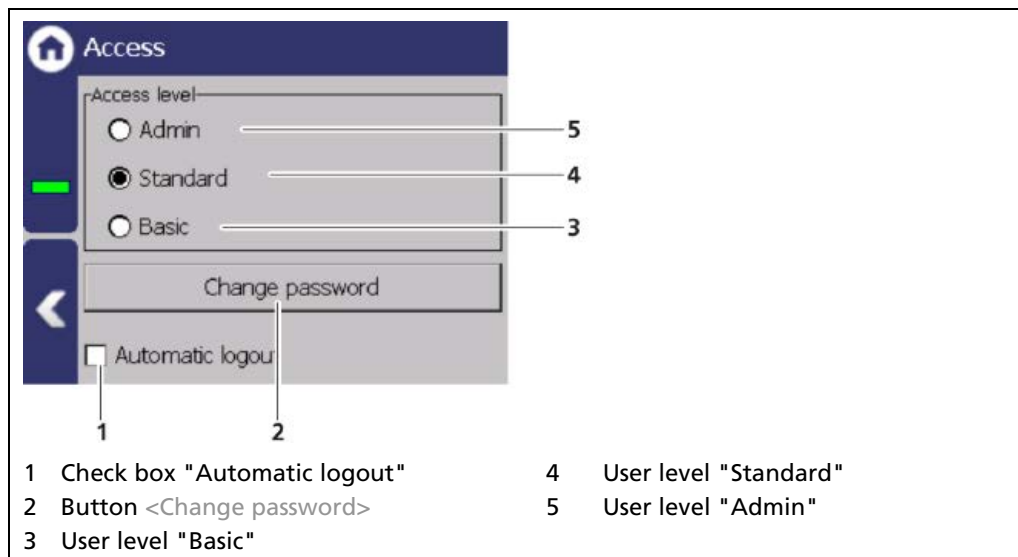 Access
Access level
Admin
5
Standard
4
Basic
3
Change password
Automatic logout
1 2
1 Check box "Automatic logout"
2 Button <Change password>
3 User level "Basic"
4 User level "Standard"
5 User level "Admin"